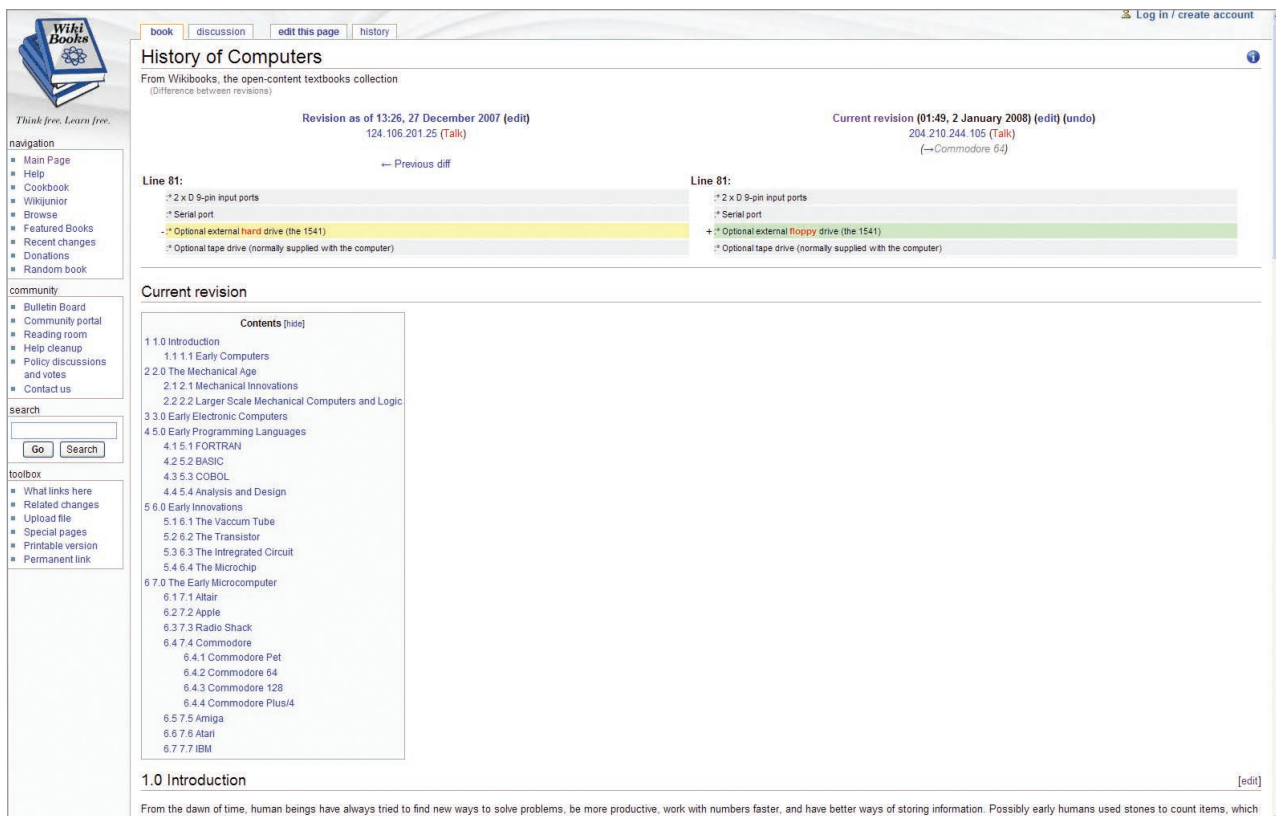 Log in / create account
Wiki
Books
Think free. Learn free.
navigation
Main Page
Help
Cookbook
Wikijunior
Browse
Featured Books
Recent changes
Donations
Random book
community
Bulletin Board
Community portal
Reading room
Help cleanup
Policy discussions
and votes
Contact us
search
Go Search
toolbox
What links here
Related changes
Upload file
Special pages
Printable version
Permanent link
book discussion edit this page history
History of Computers
From Wikibooks, the open-content textbooks collection
(Difference between revisions)
Revision as of 13:26, 27 December 2007 (edit)
124.106.201.25 (Talk)
← Previous diff
Current revision (01:49, 2 January 2008) (edit) (undo)
204.210.244.105 (Talk)
(→Commodore 64)
Line 81:
:* 2 x D 9-pin input ports
:* Serial port
- :* Optional external hard drive (the 1541)
:* Optional tape drive (normally supplied with the computer)
Line 81:
:* 2 x D 9-pin input ports
:* Serial port
+ :* Optional external floppy drive (the 1541)
:* Optional tape drive (normally supplied with the computer)
Current revision
Contents [hide]
1 1.0 Introduction
1.1 1.1 Early Computers
2 2.0 The Mechanical Age
2.1 2.1 Mechanical Innovations
2.2 2.2 Larger Scale Mechanical Computers and Logic
3 3.0 Early Electronic Computers
4 5.0 Early Programming Languages
4.1 5.1 FORTRAN
4.2 5.2 BASIC
4.3 5.3 COBOL
4.4 5.4 Analysis and Design
5 6.0 Early Innovations
5.1 6.1 The Vaccum Tube
5.2 6.2 The Transistor
5.3 6.3 The Intregrated Circuit
5.4 6.4 The Microchip
6 7.0 The Early Microcomputer
6.1 7.1 Altair
6.2 7.2 Apple
6.3 7.3 Radio Shack
6.4 7.4 Commodore
6.4.1 Commodore Pet
6.4.2 Commodore 64
6.4.3 Commodore 128
6.4.4 Commodore Plus/4
6.5 7.5 Amiga
6.6 7.6 Atari
6.7 7.7 IBM
1.0 Introduction [edit]
From the dawn of time, human beings have always tried to find new ways to solve problems, be more productive, work with numbers faster, and have better ways of storing information. Possibly early humans used stones to count items, which